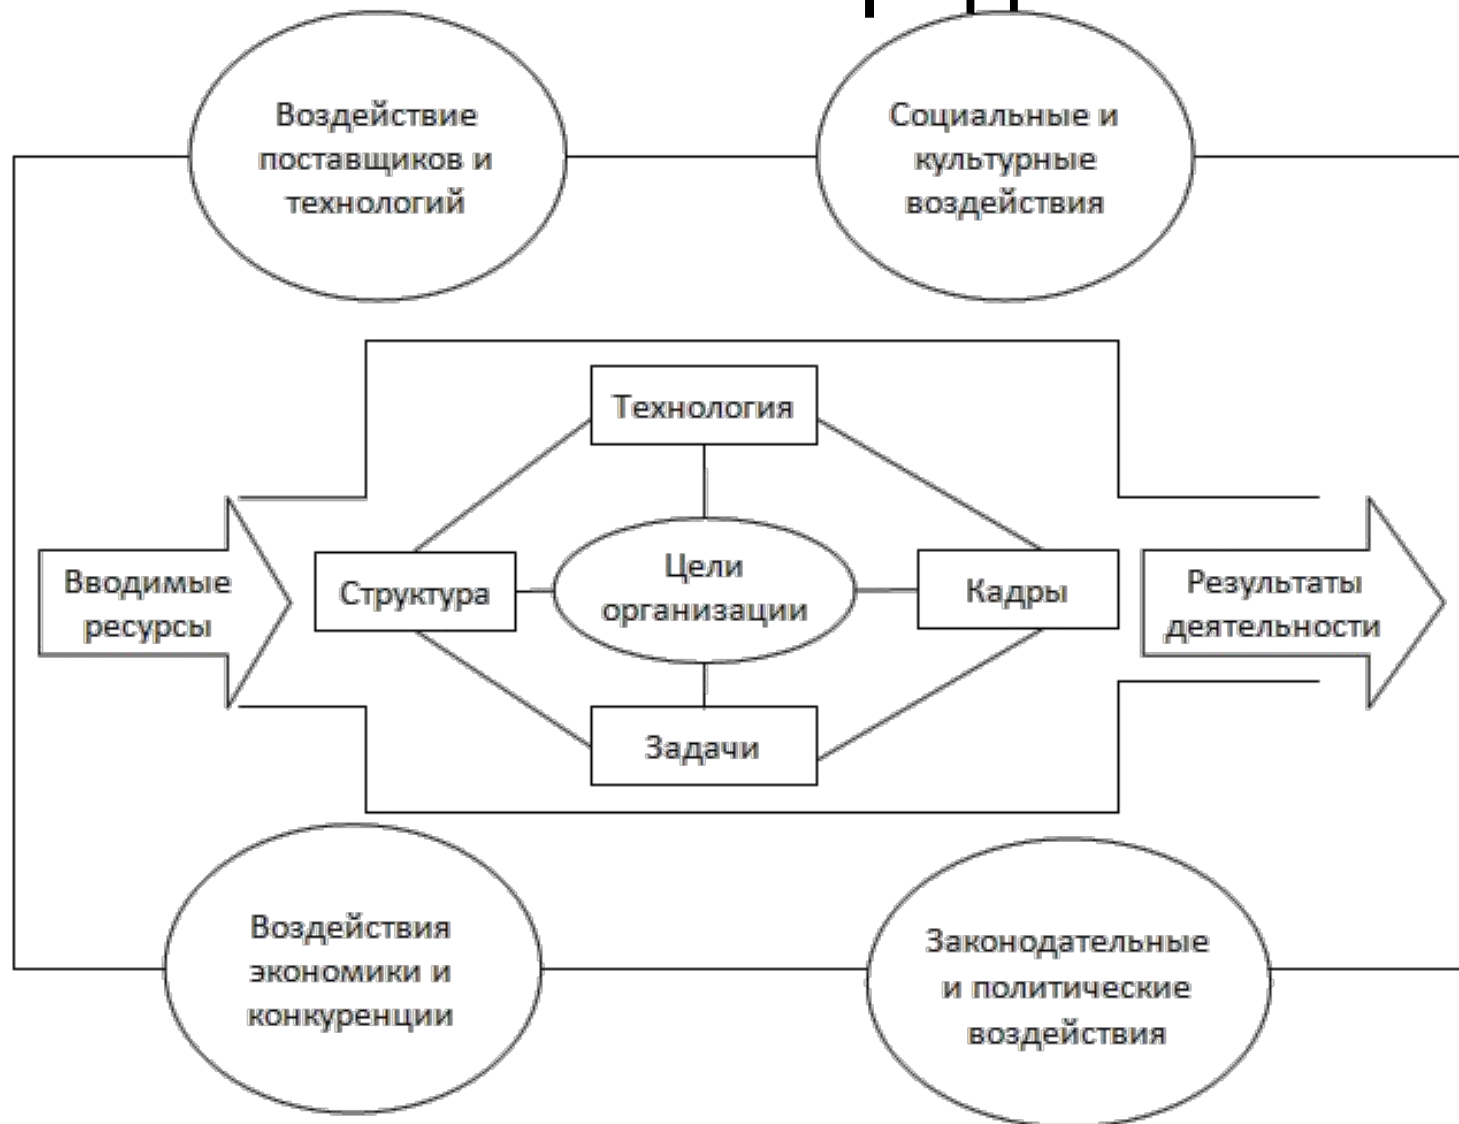 Воздействие
поставщиков и
технологий
Социальные и
культурные
воздействия
Технология
Вводимые
ресурсы
Структура
Цели
организации
Кадры
Результаты
деятельности
Задачи
Воздействия
экономики и
конкуренции
Законодательные
и политические
воздействия